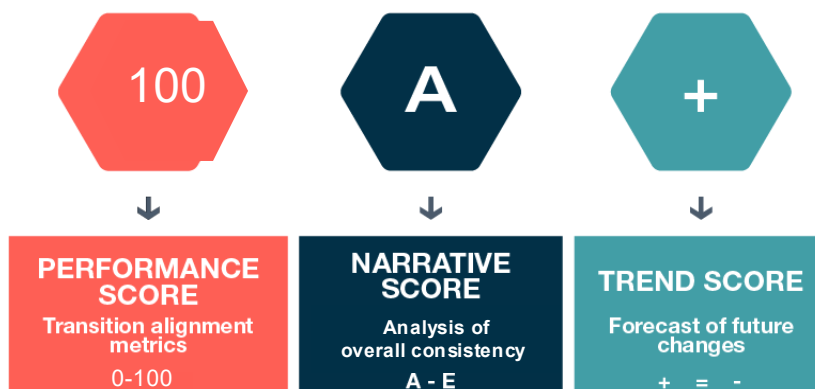 100
A
+
PERFORMANCE
SCORE
Transition alignment
metrics
0-100
NARRATIVE
SCORE
Analysis of
overall consistency
A - E
TREND SCORE
Forecast of future
changes
+ = -